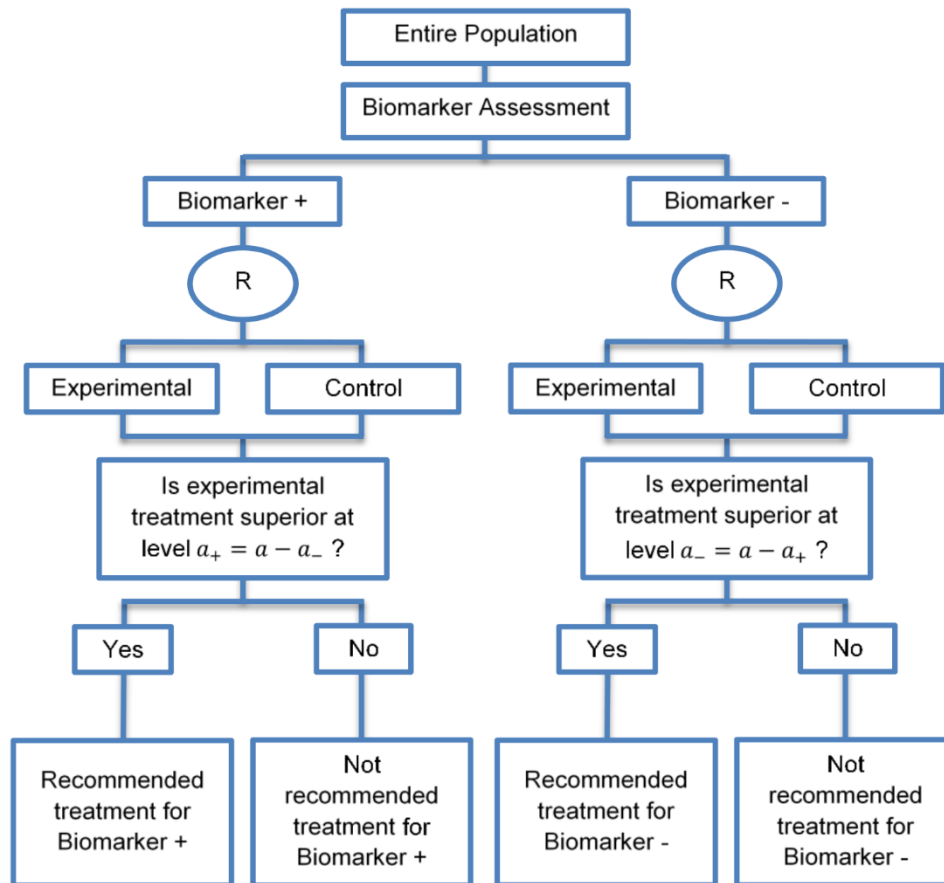 Entire Population
Biomarker Assessment
Biomarker +
Biomarker -
R
R
Experimental
Control
Experimental
Control
Is experimental
treatment superior at
level 𝑎₊ = 𝑎 − 𝑎₋ ?
Is experimental
treatment superior at
level 𝑎₋ = 𝑎 − 𝑎₊ ?
Yes
No
Yes
No
Recommended
treatment for
Biomarker +
Not
recommended
treatment for
Biomarker +
Recommended
treatment for
Biomarker -
Not
recommended
treatment for
Biomarker -